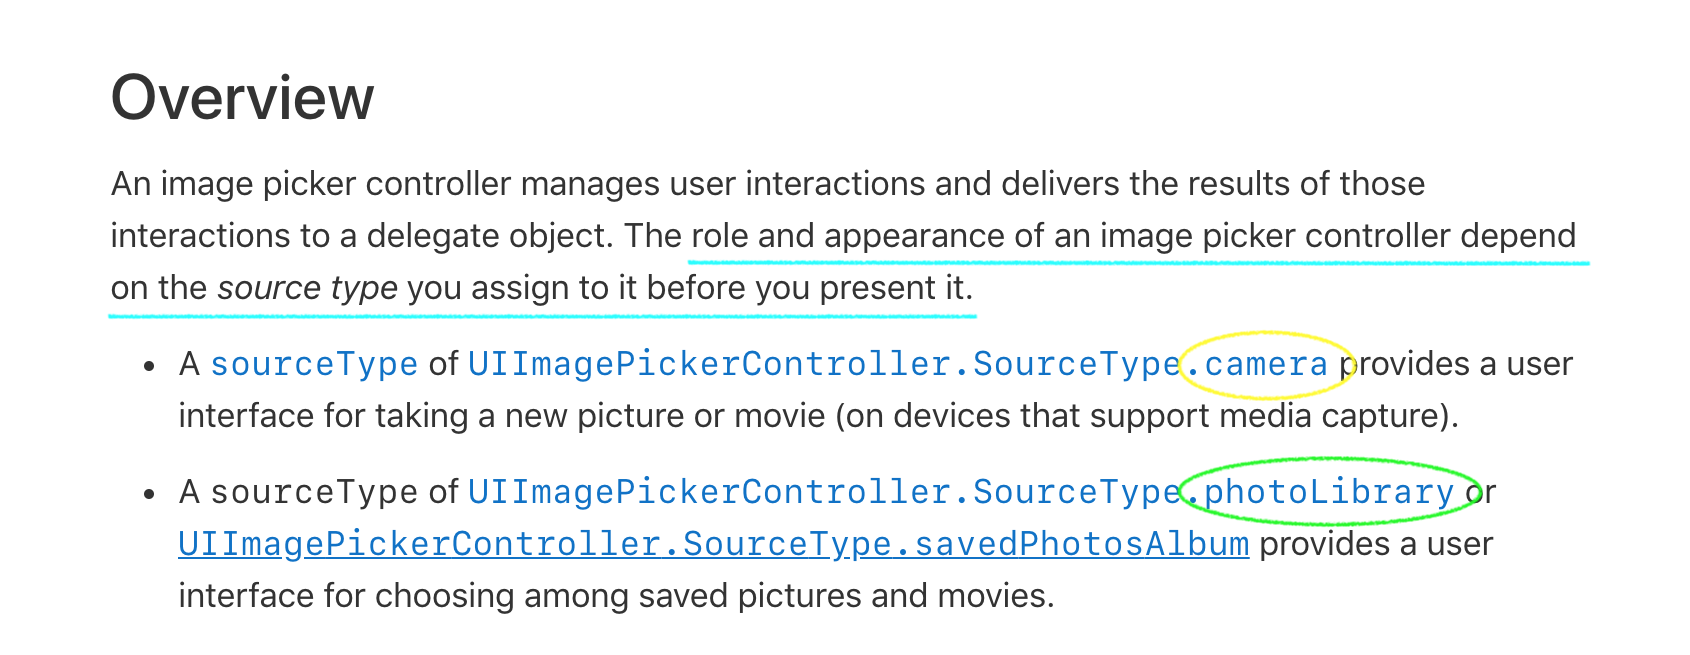 Overview
An image picker controller manages user interactions and delivers the results of those
interactions to a delegate object. The role and appearance of an image picker controller depend
on the source type you assign to it before you present it.
• A sourceType of UIImagePickerController.SourceType.camera provides a user
interface for taking a new picture or movie (on devices that support media capture).
• A sourceType of UIImagePickerController.SourceType.photoLibrary or
UIImagePickerController.SourceType.savedPhotosAlbum provides a user
interface for choosing among saved pictures and movies.